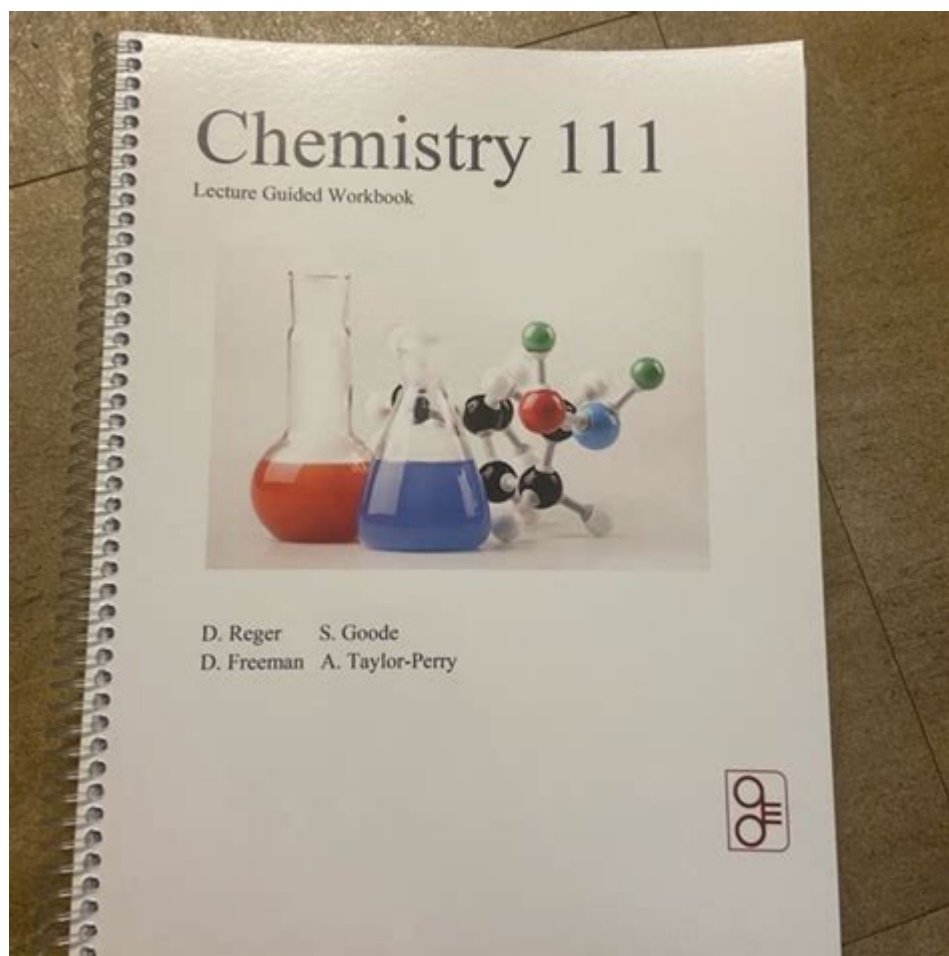 Chemistry 111
Lecture Guided Workbook
D. Reger S. Goode
D. Freeman A. Taylor-Perry